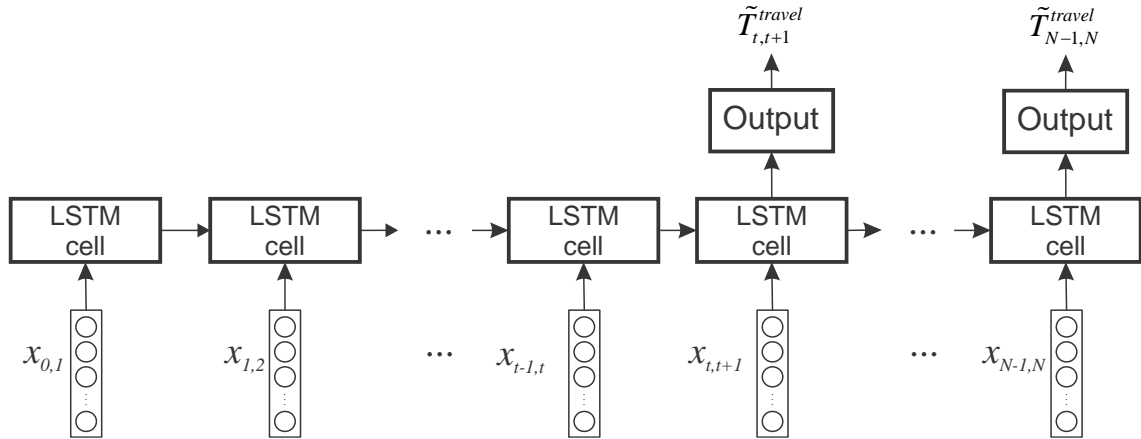 T̃^{travel}_{t,t+1}
T̃^{travel}_{N-1,N}
Output
Output
LSTM
cell
LSTM
cell
...
LSTM
cell
LSTM
cell
...
LSTM
cell
x_{0,1}
x_{1,2}
...
x_{t-1,t}
x_{t,t+1}
...
x_{N-1,N}